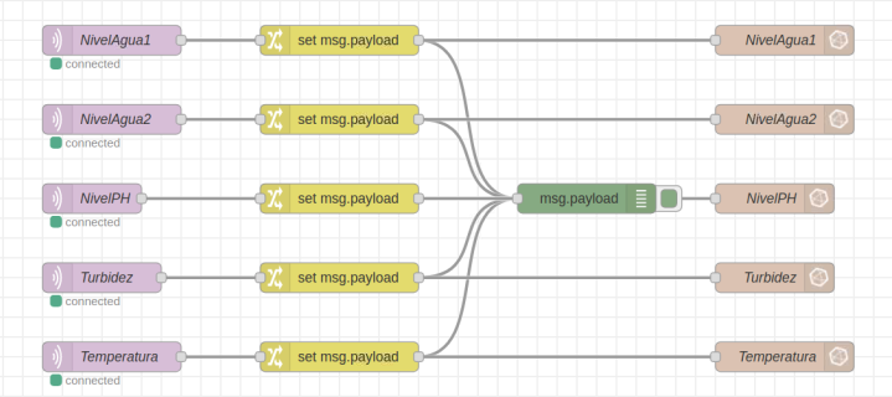 NivelAgua1 set msg.payload NivelAgua1
connected
NivelAgua2 set msg.payload NivelAgua2
connected
NivelPH set msg.payload msg.payload NivelPH
connected
Turbidez set msg.payload Turbidez
connected
Temperatura set msg.payload Temperatura
connected